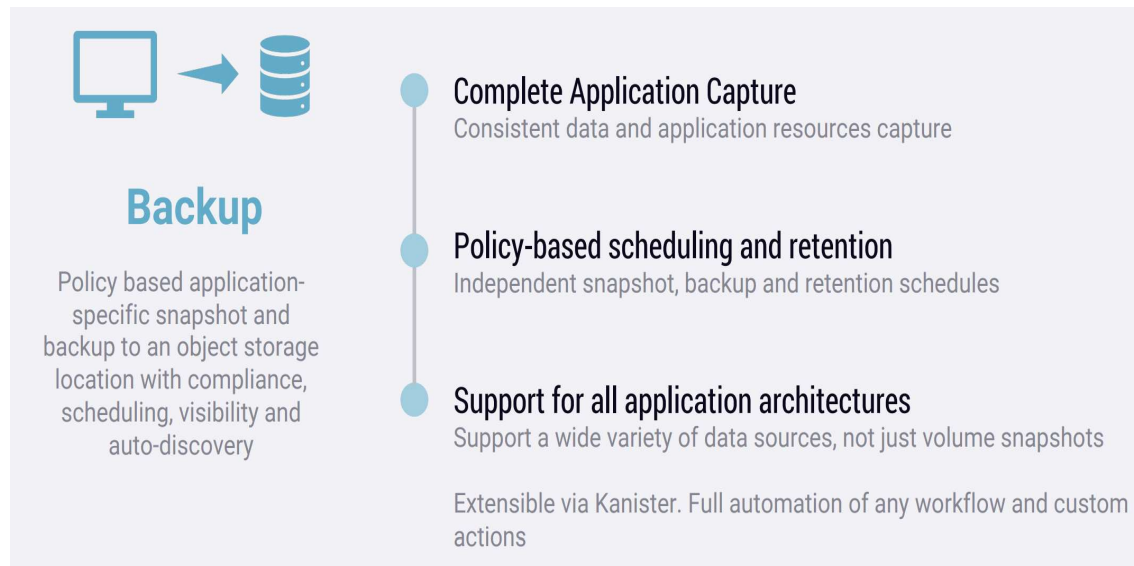 Backup
Policy based application-
specific snapshot and
backup to an object storage
location with compliance,
scheduling, visibility and
auto-discovery
Complete Application Capture
Consistent data and application resources capture
Policy-based scheduling and retention
Independent snapshot, backup and retention schedules
Support for all application architectures
Support a wide variety of data sources, not just volume snapshots
Extensible via Kanister. Full automation of any workflow and custom
actions